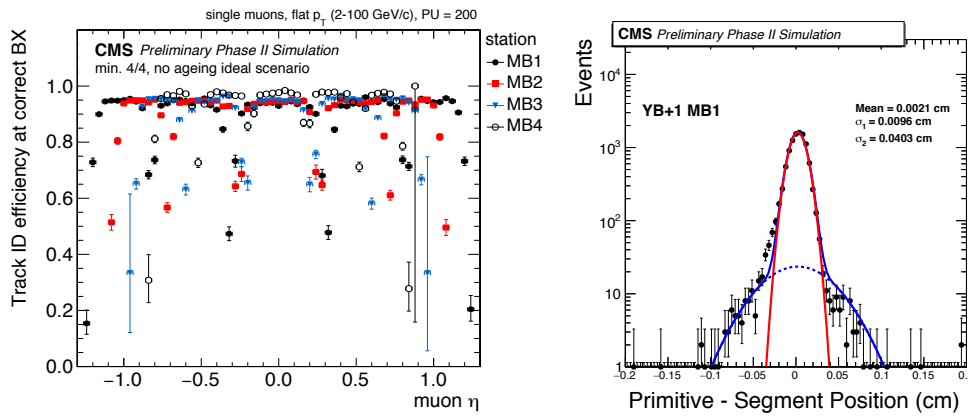 single muons, flat p_T (2-100 GeV/c), PU = 200
CMS Preliminary Phase II Simulation
min. 4/4, no ageing ideal scenario
station
MB1
MB2
MB3
MB4
Track ID efficiency at correct BX
1.0
0.8
0.6
0.4
0.2
0.0
−1.0
−0.5
0.0
0.5
1.0
muon η
CMS Preliminary Phase II Simulation
Events
10^4
10^3
10^2
10
1
YB+1 MB1
Mean = 0.0021 cm
σ_1 = 0.0096 cm
σ_2 = 0.0403 cm
−0.2
−0.15
−0.1
−0.05
0
0.05
0.1
0.15
0.2
Primitive - Segment Position (cm)